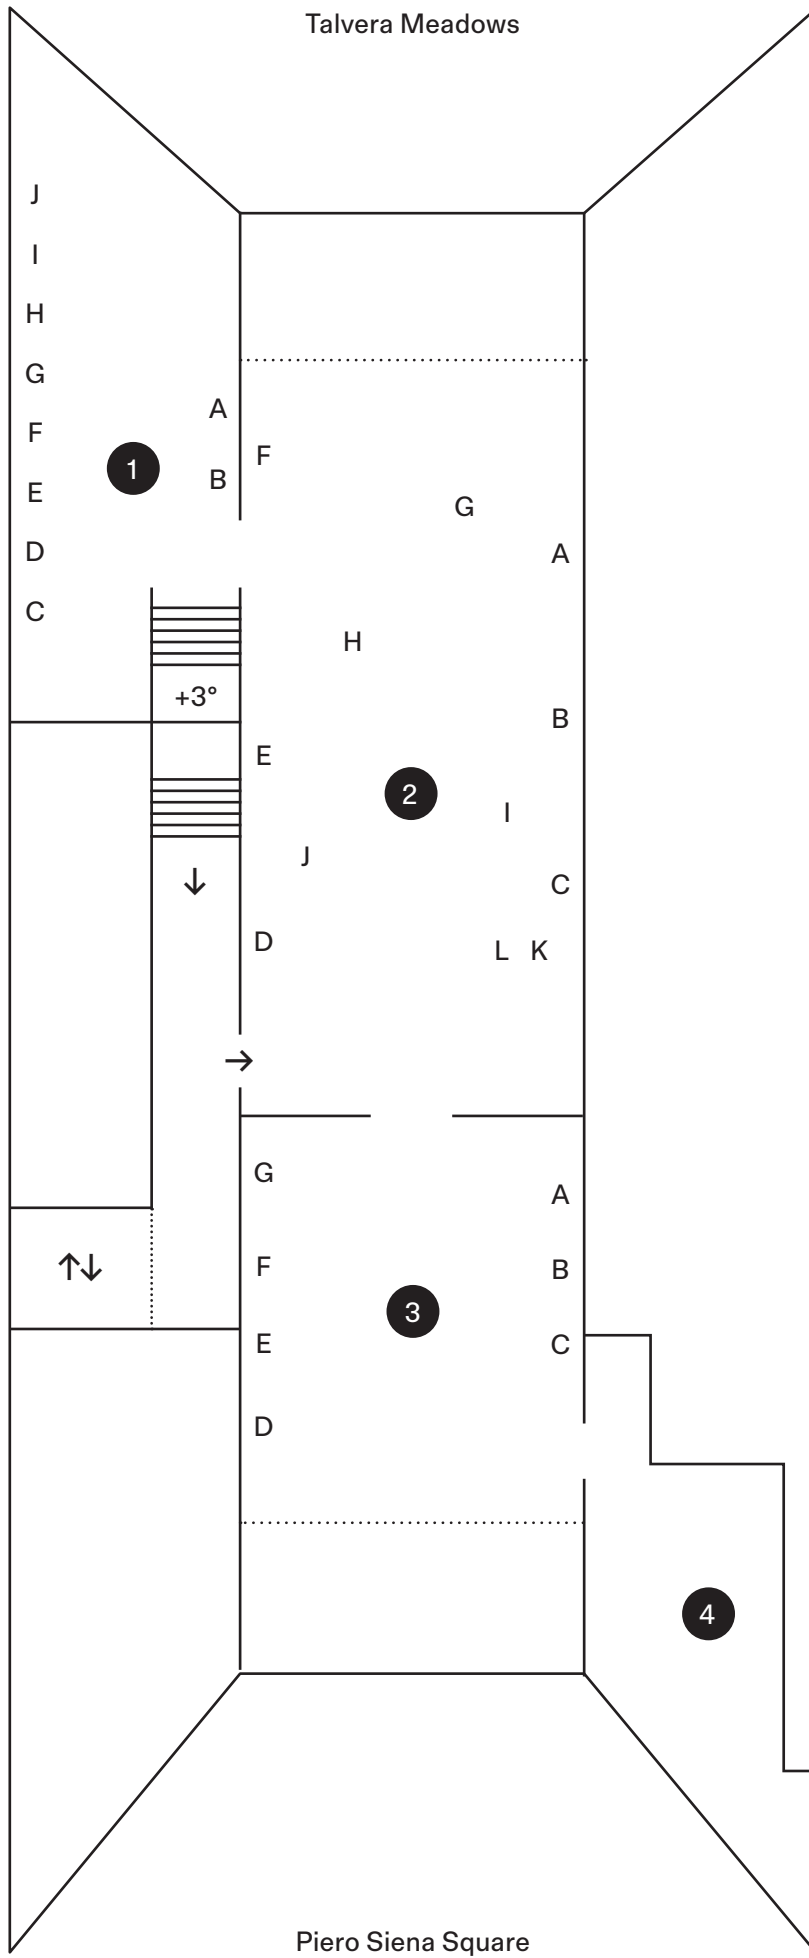 Talvera Meadows
J
I
H
G
F
E
D
C
A
B
1
+3°
↓
→
↑↓
F
G
A
H
B
E
2
I
J
C
D
L K
G
A
F
B
3
E
C
D
4
Piero Siena Square